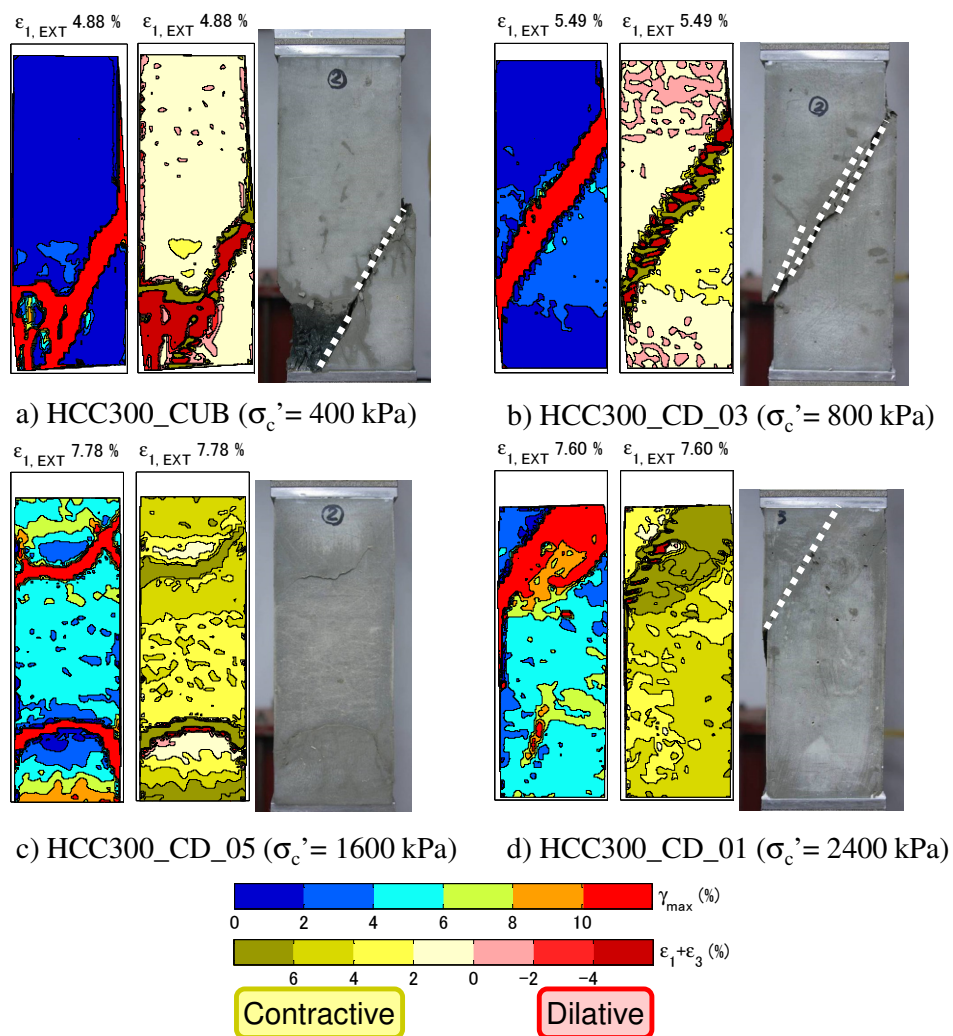 ε1, EXT 4.88 % ε1, EXT 4.88 %
ε1, EXT 5.49 % ε1, EXT 5.49 %
②
②
a) HCC300_CUB (σc’= 400 kPa)
b) HCC300_CD_03 (σc’= 800 kPa)
ε1, EXT 7.78 % ε1, EXT 7.78 %
ε1, EXT 7.60 % ε1, EXT 7.60 %
②
c) HCC300_CD_05 (σc’= 1600 kPa)
d) HCC300_CD_01 (σc’= 2400 kPa)
γmax (%)
0 2 4 6 8 10
ε1+ε3 (%)
6 4 2 0 −2 −4
Contractive
Dilative